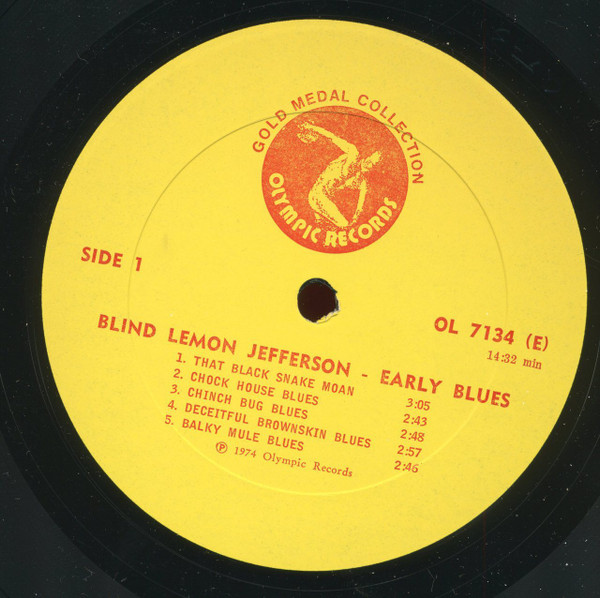 GOLD MEDAL COLLECTION
OLYMPIC RECORDS
SIDE 1
OL 7134 (E)
14:32 min
BLIND LEMON JEFFERSON - EARLY BLUES
1. THAT BLACK SNAKE MOAN 3:05
2. CHOCK HOUSE BLUES 2:43
3. CHINCH BUG BLUES 2:48
4. DECEITFUL BROWNSKIN BLUES 2:57
5. BALKY MULE BLUES 2:46
℗ 1974 Olympic Records